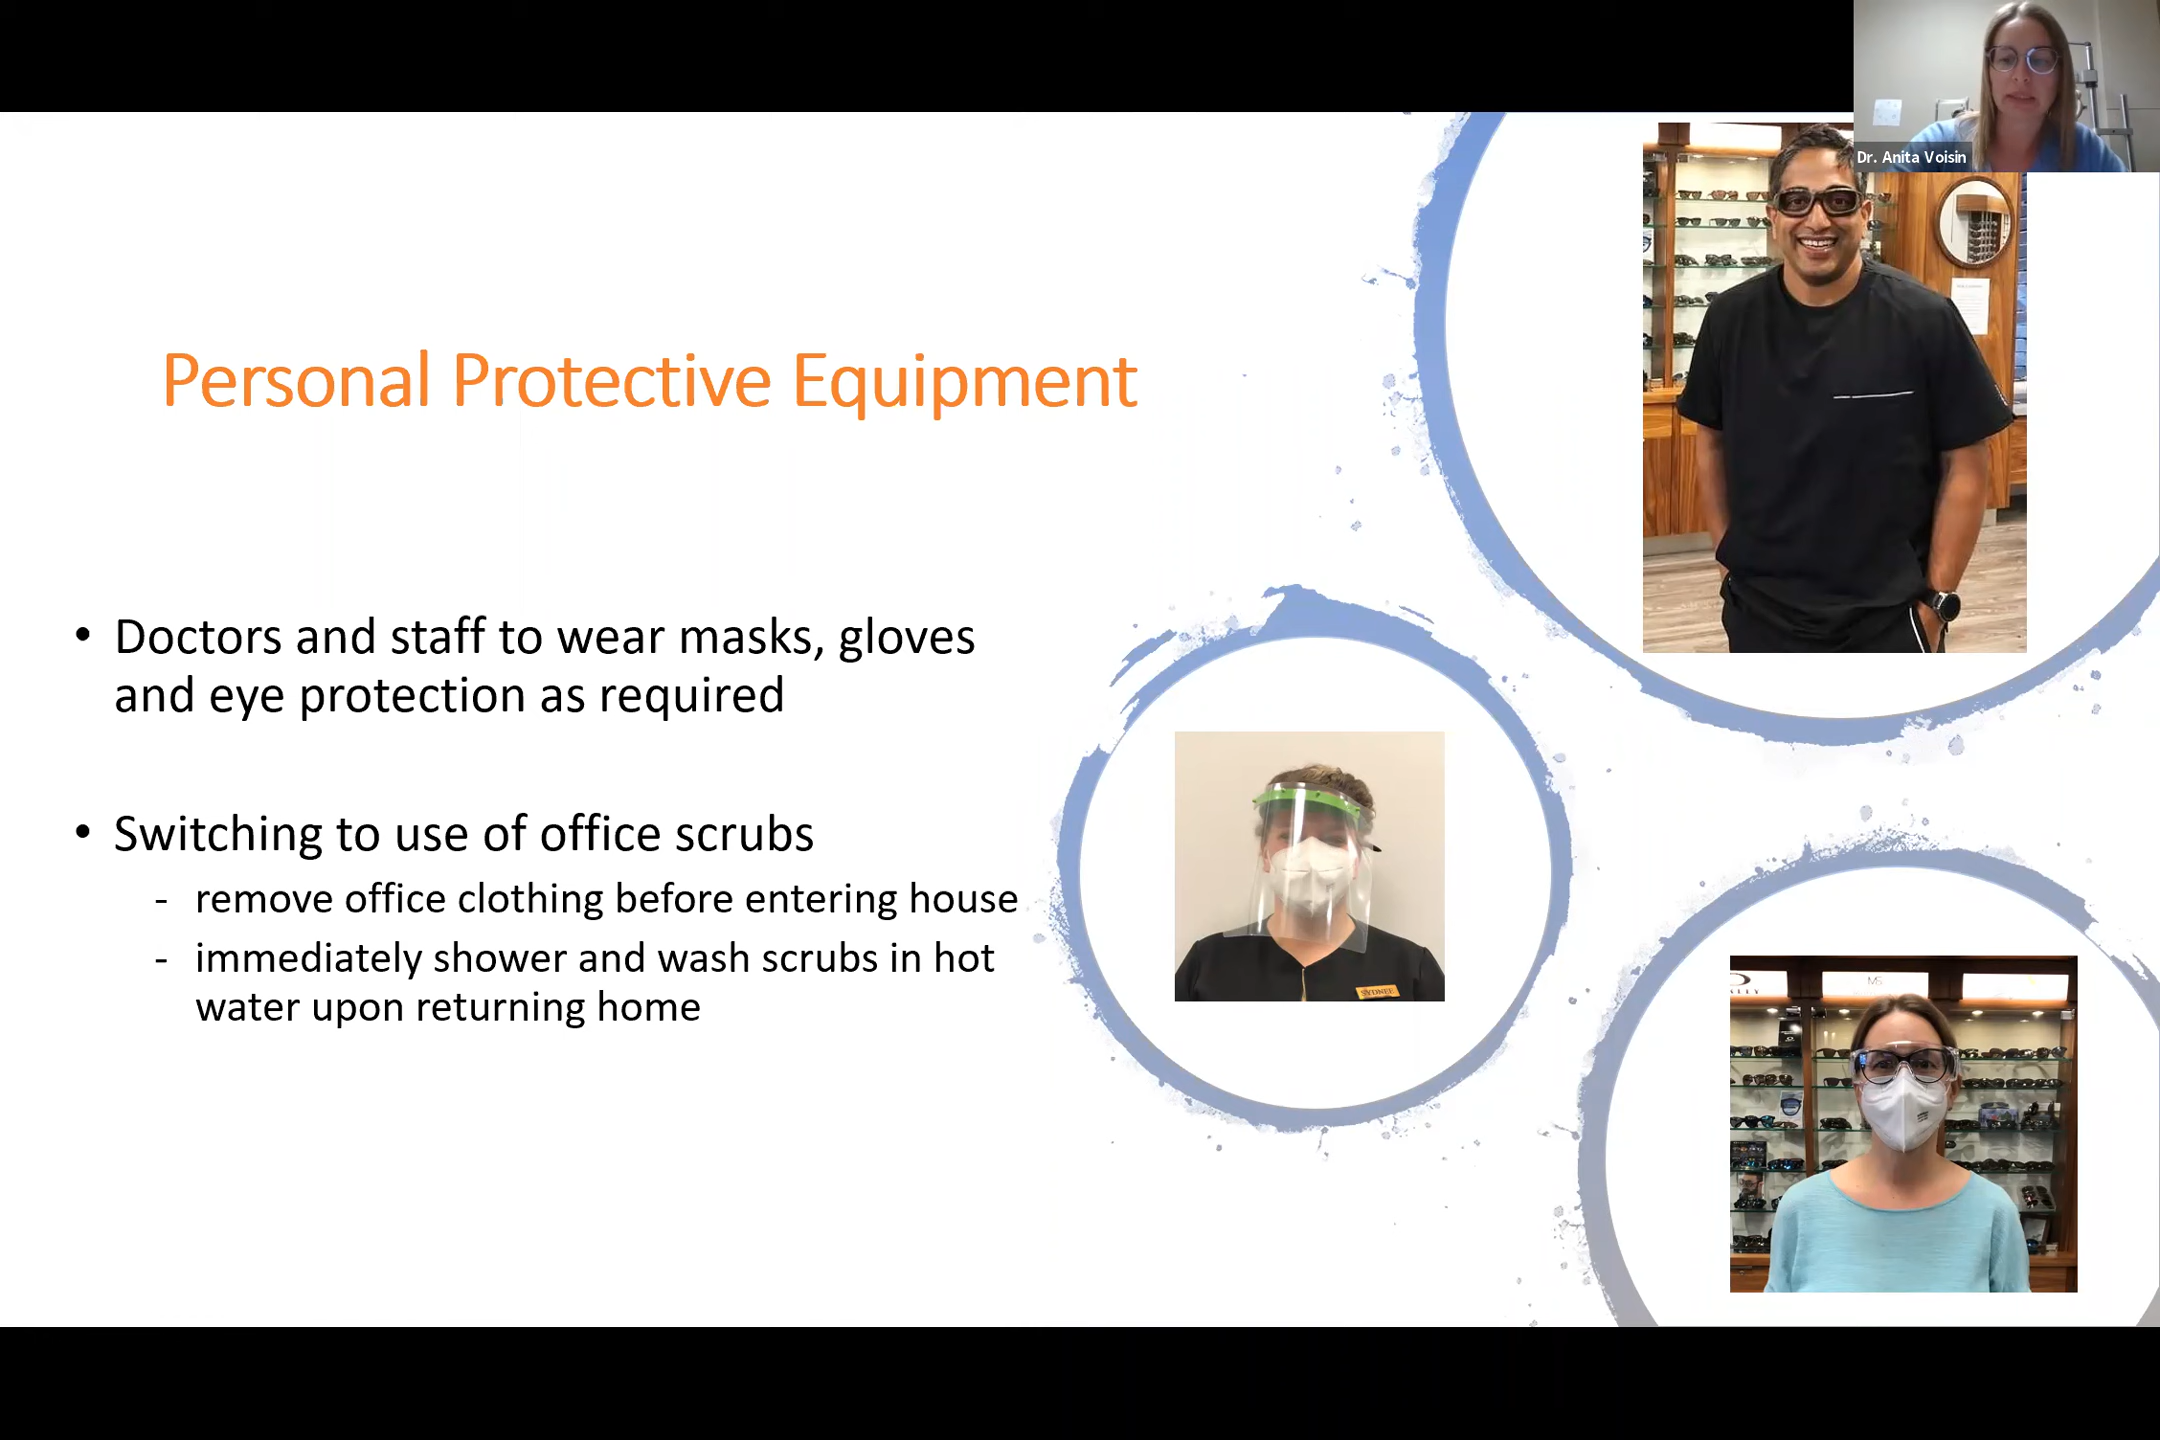 Dr. Anita Voisin
Personal Protective Equipment
• Doctors and staff to wear masks, gloves
and eye protection as required
• Switching to use of office scrubs
- remove office clothing before entering house
- immediately shower and wash scrubs in hot
water upon returning home
SYDNEE